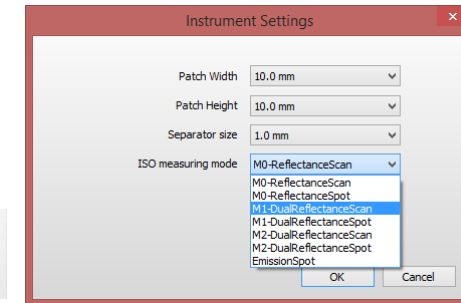 Instrument Settings
×
Patch Width 10.0 mm
Patch Height 10.0 mm
Separator size 1.0 mm
ISO measuring mode M0-ReflectanceScan
M0-ReflectanceScan
M0-ReflectanceSpot
M1-DualReflectanceScan
M1-DualReflectanceSpot
M2-DualReflectanceScan
M2-DualReflectanceSpot
EmissionSpot
OK Cancel